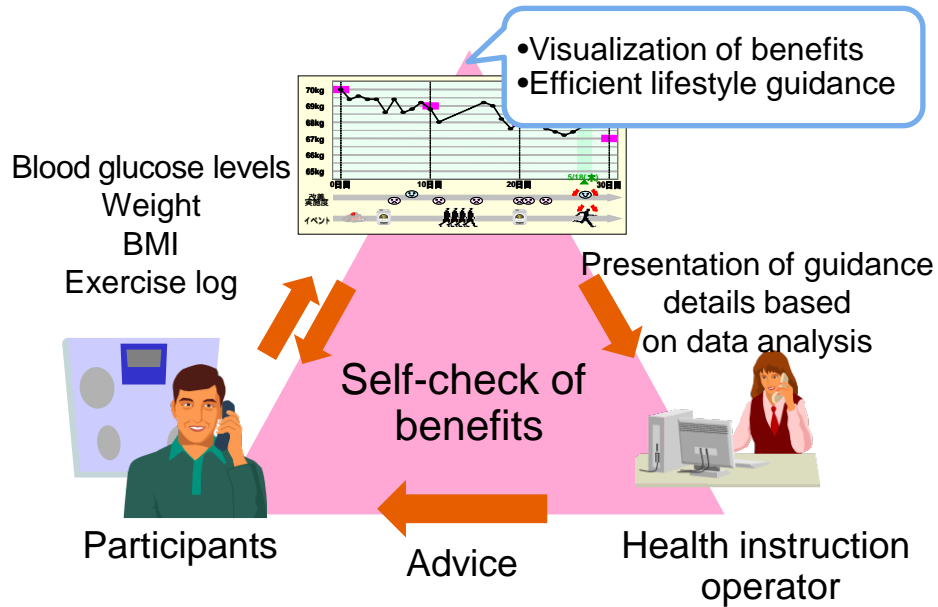 •Visualization of benefits
•Efficient lifestyle guidance
70kg
69kg
68kg
67kg
66kg
65kg
5/18(木)
0日目
10日目
20日目
30日目
改善
実施度
イベント
Blood glucose levels
Weight
BMI
Exercise log
Presentation of guidance
details based
on data analysis
Self-check of
benefits
Participants
Advice
Health instruction
operator